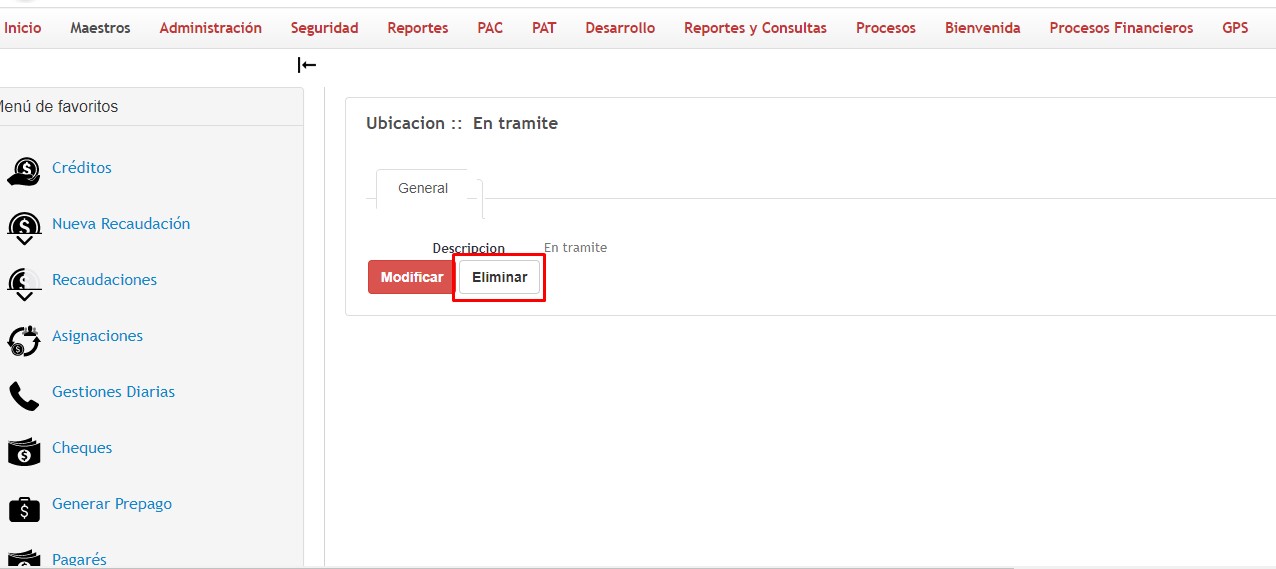 Inicio Maestros Administración Seguridad Reportes PAC PAT Desarrollo Reportes y Consultas Procesos Bienvenida Procesos Financieros GPS
Menú de favoritos
Créditos
Nueva Recaudación
Recaudaciones
Asignaciones
Gestiones Diarias
Cheques
Generar Prepago
Pagarés
Ubicacion :: En tramite
General
Descripcion En tramite
Modificar Eliminar